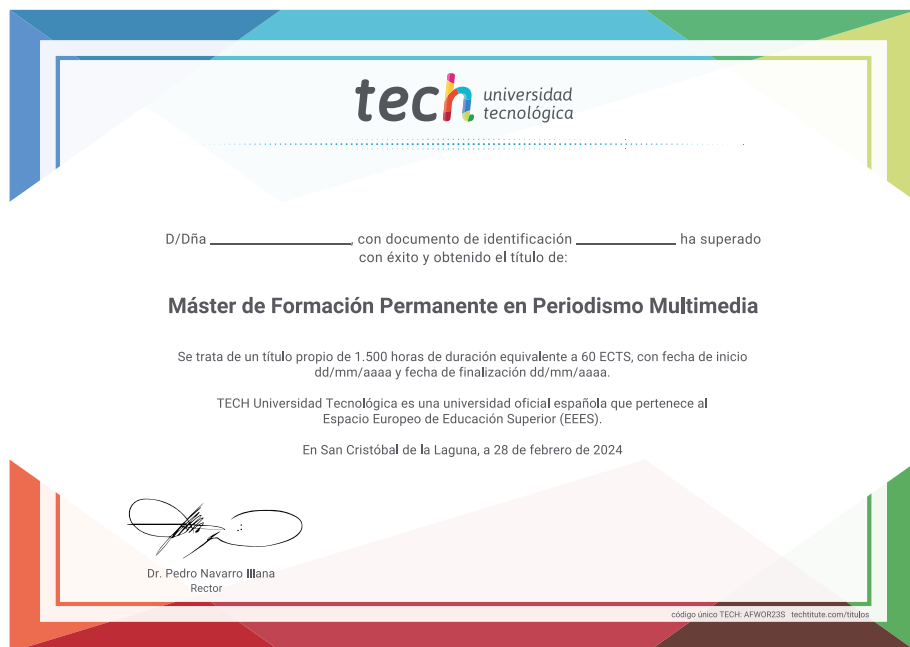 tech universidad
tecnológica
D/Dña ____________________, con documento de identificación ______________ ha superado
con éxito y obtenido el título de:
Máster de Formación Permanente en Periodismo Multimedia
Se trata de un título propio de 1.500 horas de duración equivalente a 60 ECTS, con fecha de inicio
dd/mm/aaaa y fecha de finalización dd/mm/aaaa.
TECH Universidad Tecnológica es una universidad oficial española que pertenece al
Espacio Europeo de Educación Superior (EEES).
En San Cristóbal de la Laguna, a 28 de febrero de 2024
Dr. Pedro Navarro Illana
Rector
código único TECH: AFWOR23S techtitute.com/titulos